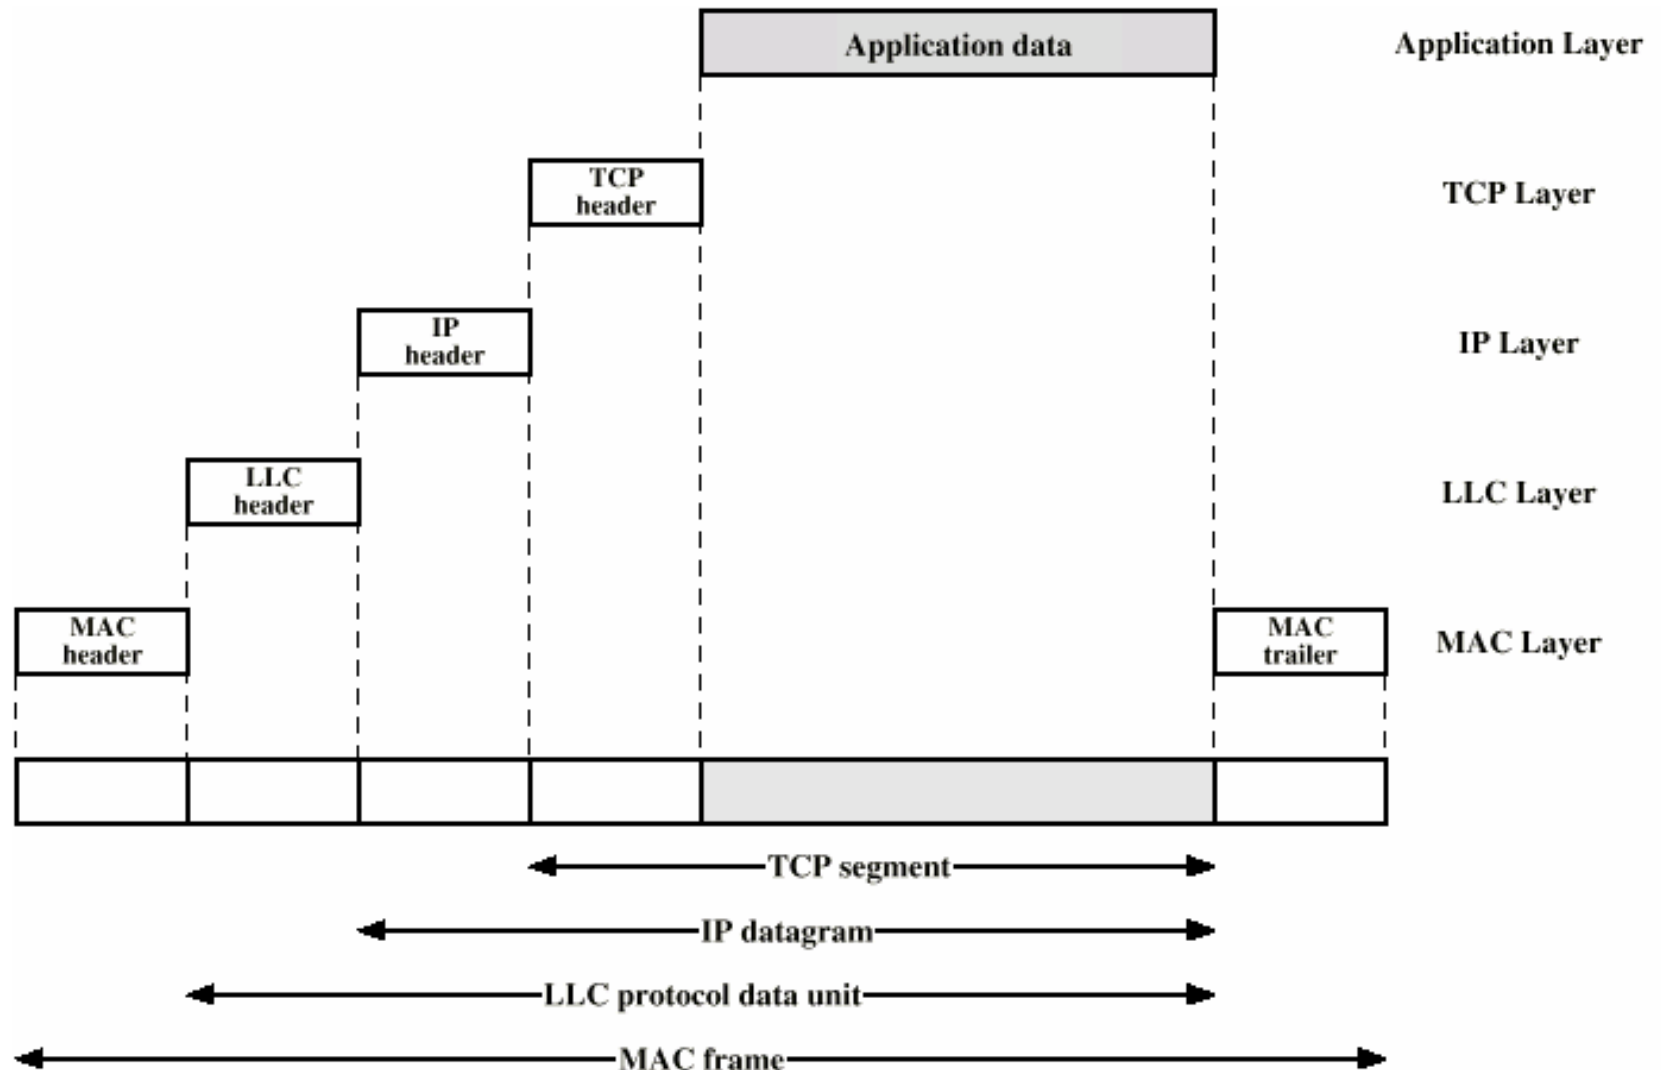 Application data
Application Layer
TCP
header
TCP Layer
IP
header
IP Layer
LLC
header
LLC Layer
MAC
header
MAC
trailer
MAC Layer
TCP segment
IP datagram
LLC protocol data unit
MAC frame